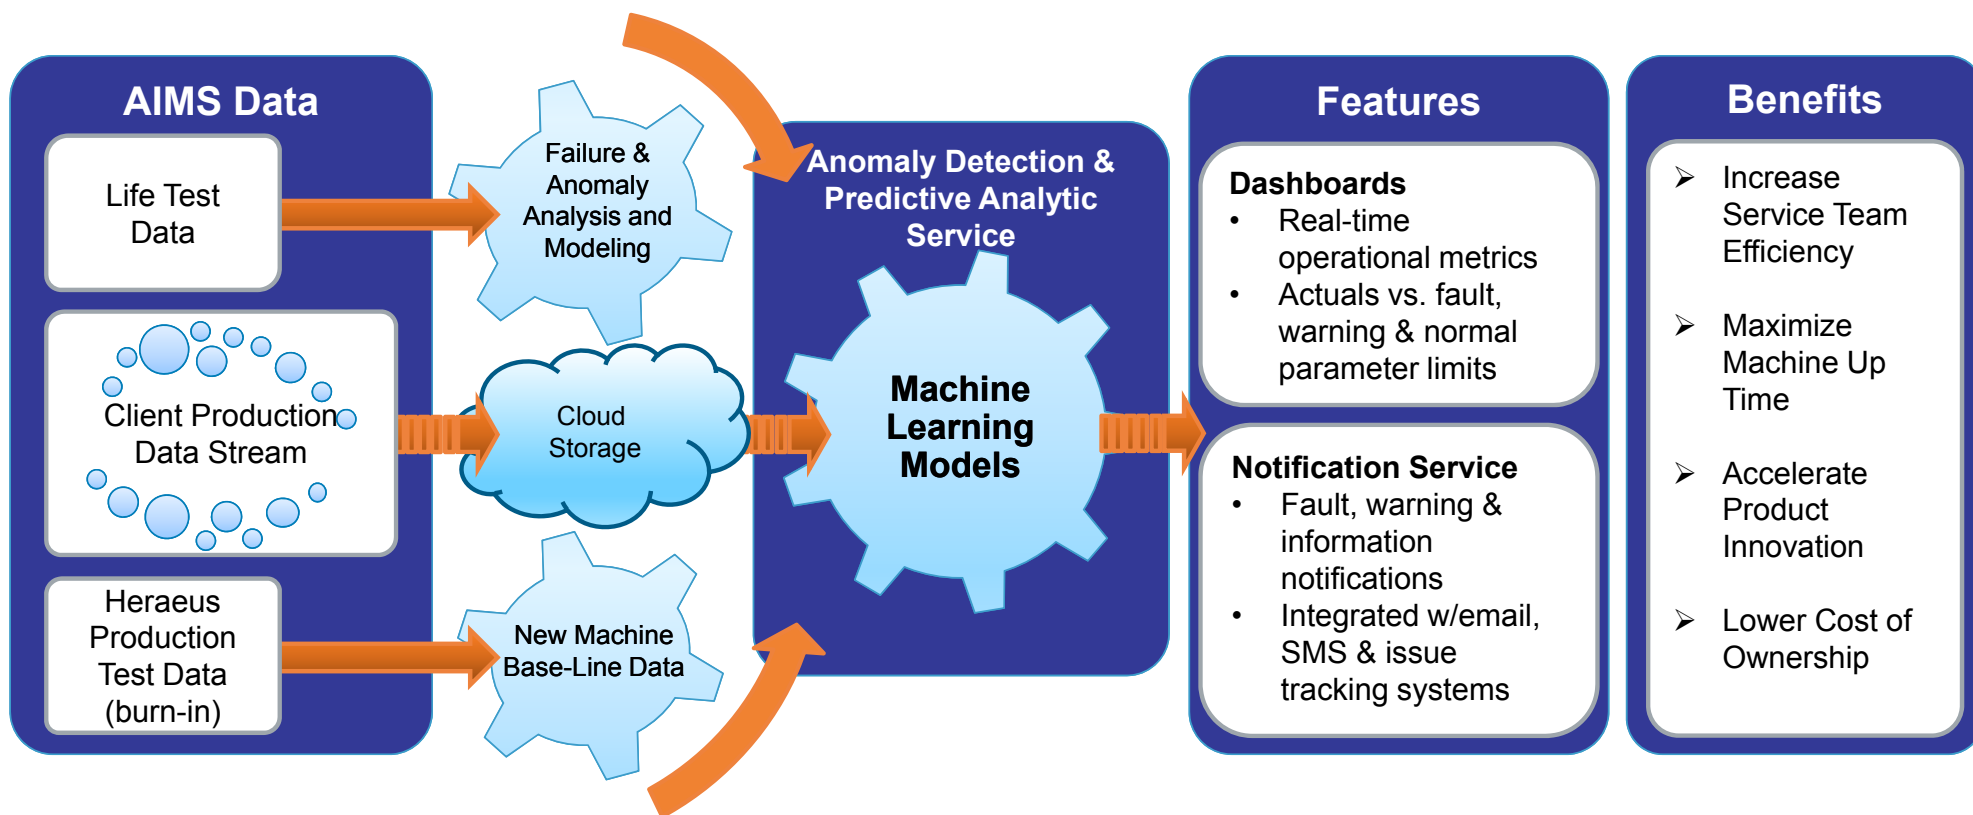 AIMS Data
Life Test
Data
Client Production
Data Stream
Heraeus
Production
Test Data
(burn-in)
Failure &
Anomaly
Analysis and
Modeling
Cloud
Storage
New Machine
Base-Line Data
Anomaly Detection &
Predictive Analytic
Service
Machine
Learning
Models
Features
Dashboards
• Real-time
operational metrics
• Actuals vs. fault,
warning & normal
parameter limits
Notification Service
• Fault, warning &
information
notifications
• Integrated w/email,
SMS & issue
tracking systems
Benefits
➢ Increase
Service Team
Efficiency
➢ Maximize
Machine Up
Time
➢ Accelerate
Product
Innovation
➢ Lower Cost of
Ownership